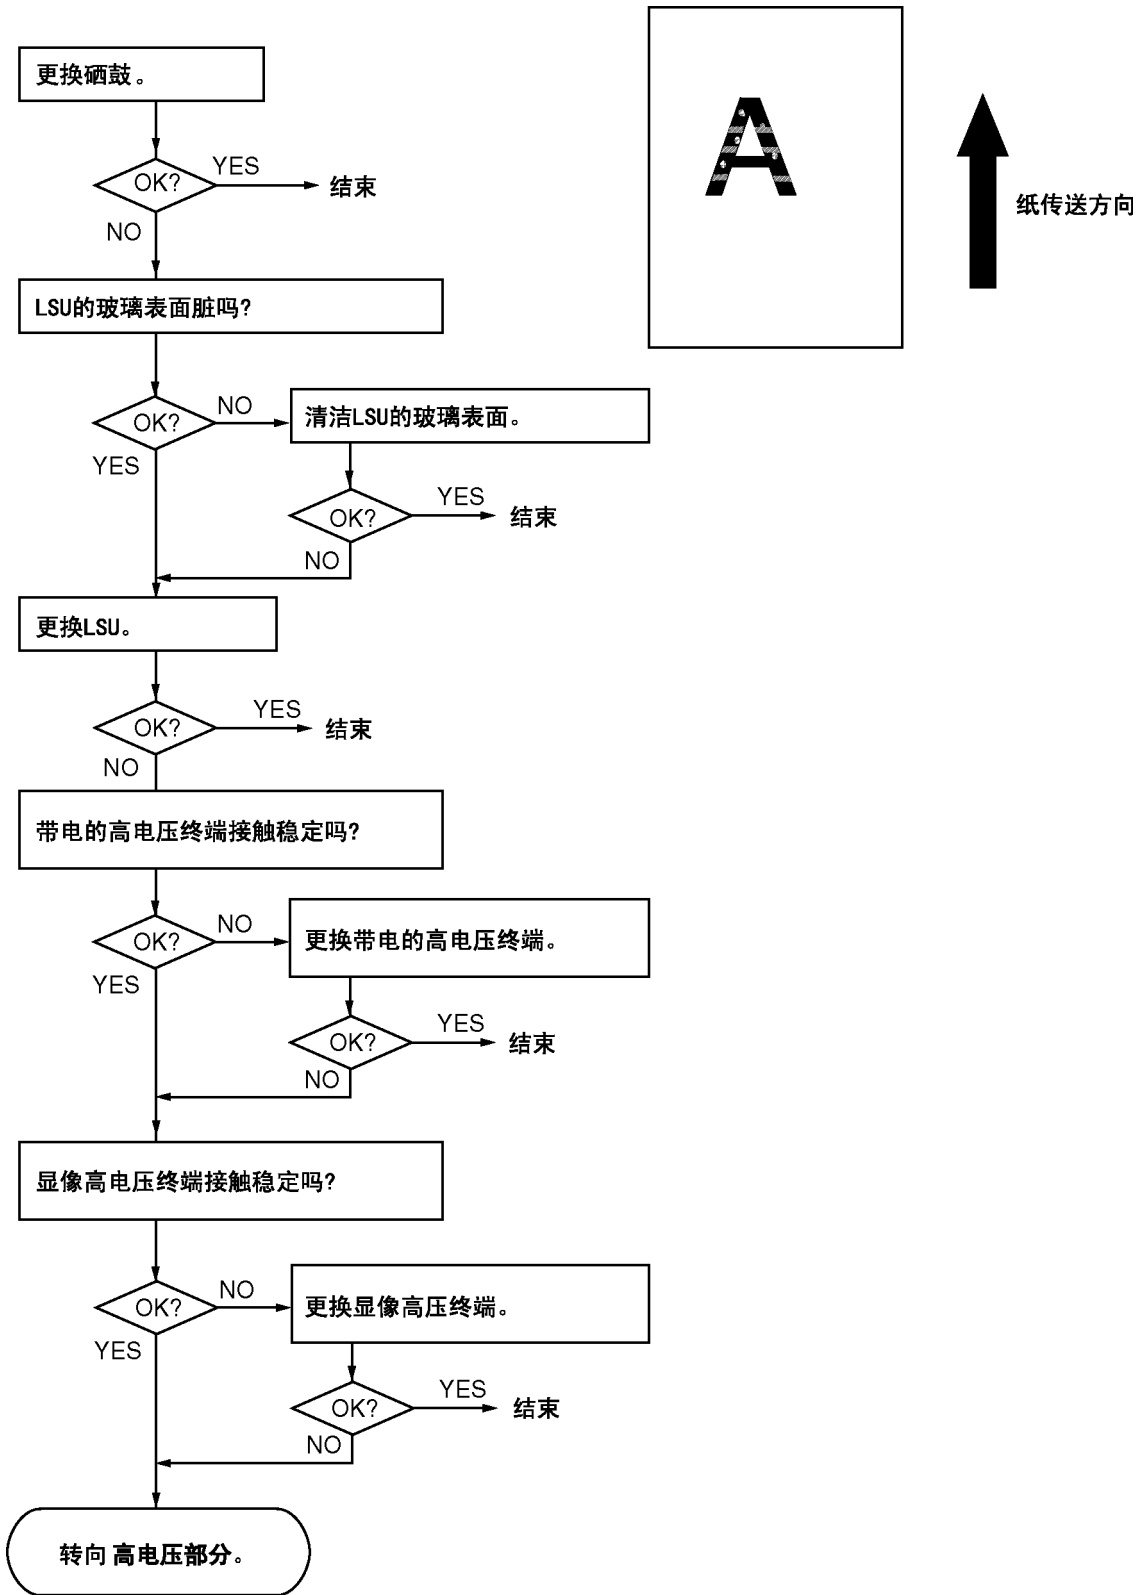 更换硒鼓。
OK?
YES
结束
NO
A
纸传送方向
LSU的玻璃表面脏吗?
OK?
NO
清洁LSU的玻璃表面。
YES
OK?
YES
结束
NO
更换LSU。
OK?
YES
结束
NO
带电的高电压终端接触稳定吗?
OK?
NO
更换带电的高电压终端。
YES
OK?
YES
结束
NO
显像高电压终端接触稳定吗?
OK?
NO
更换显像高压终端。
YES
OK?
YES
结束
NO
转向 高电压部分。